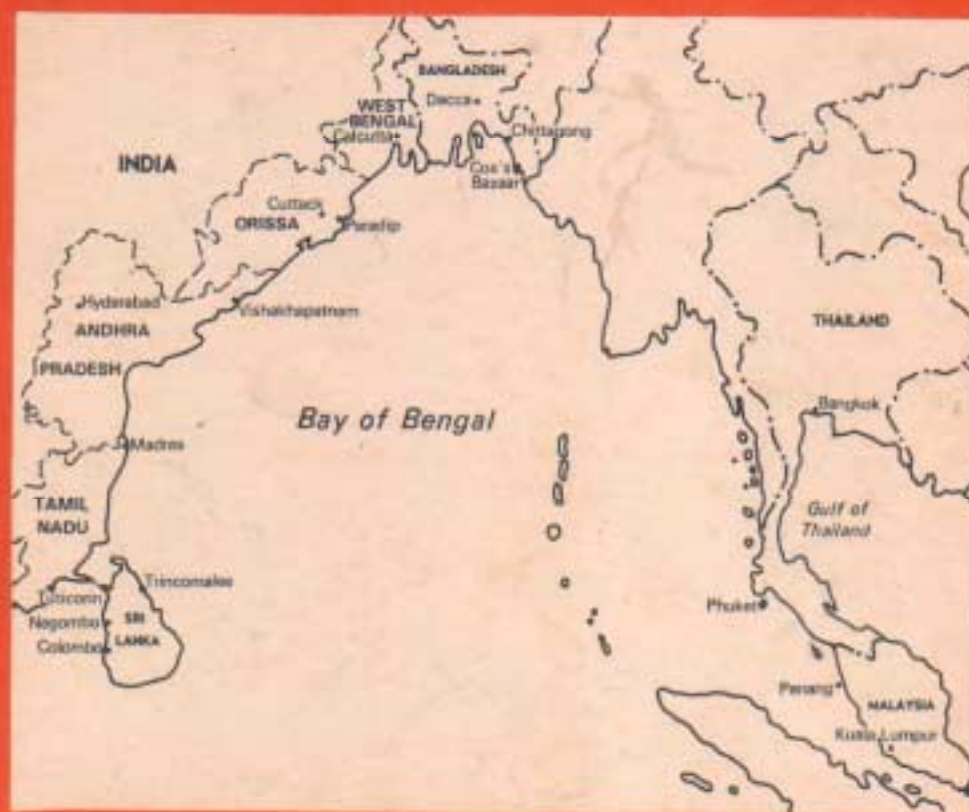 BANGLADESH
Dacca
WEST
BENGAL
Calcutta
Chittagong
Cox's
Bazaar
INDIA
Cuttack
ORISSA
Paradip
Hyderabad
Vishakhapatnam
ANDHRA
PRADESH
THAILAND
Bay of Bengal
Bangkok
Madras
TAMIL
NADU
Gulf of
Thailand
Tuticorin
Trincomalee
Negombo
SRI
LANKA
Colombo
Phuket
Penang
MALAYSIA
Kuala Lumpur